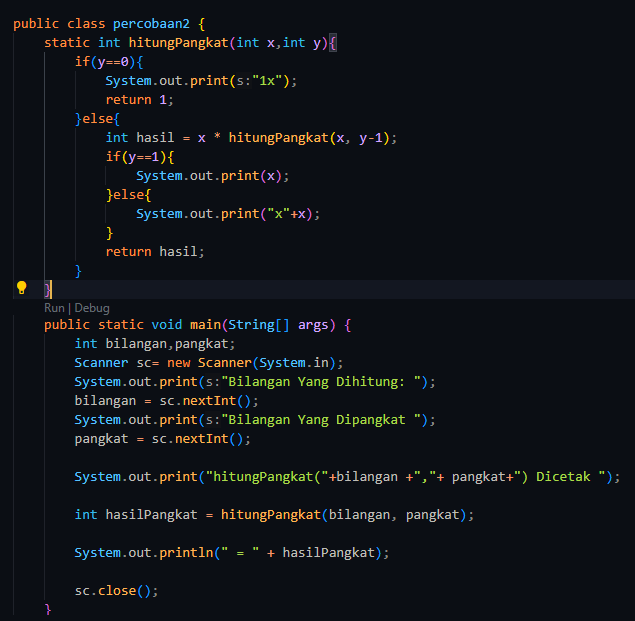 public class percobaan2 {
static int hitungPangkat(int x,int y){
if(y==0){
System.out.print(s:"1x");
return 1;
}else{
int hasil = x * hitungPangkat(x, y-1);
if(y==1){
System.out.print(x);
}else{
System.out.print("x"+x);
}
return hasil;
}
}
Run | Debug
public static void main(String[] args) {
int bilangan,pangkat;
Scanner sc= new Scanner(System.in);
System.out.print(s:"Bilangan Yang Dihitung: ");
bilangan = sc.nextInt();
System.out.print(s:"Bilangan Yang Dipangkat ");
pangkat = sc.nextInt();
System.out.print("hitungPangkat("+bilangan +","+ pangkat+") Dicetak ");
int hasilPangkat = hitungPangkat(bilangan, pangkat);
System.out.println(" = " + hasilPangkat);
sc.close();
}